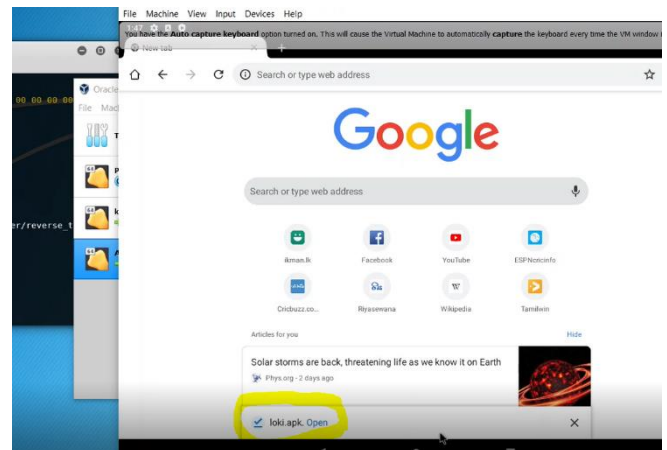 File Machine View Input Devices Help
1:47
You have the Auto capture keyboard option turned on. This will cause the Virtual Machine to automatically capture the keyboard every time the VM window
New tab
Search or type web address
00 00 00 00
Oracle
File
Google
Search or type web address
er/reverse_t
ikman.lk Facebook YouTube ESPNcricinfo
Cricbuzz.co... Riyasewana Wikipedia Tamilwin
Articles for you Hide
Solar storms are back, threatening life as we know it on Earth
Phys.org - 2 days ago
loki.apk. Open